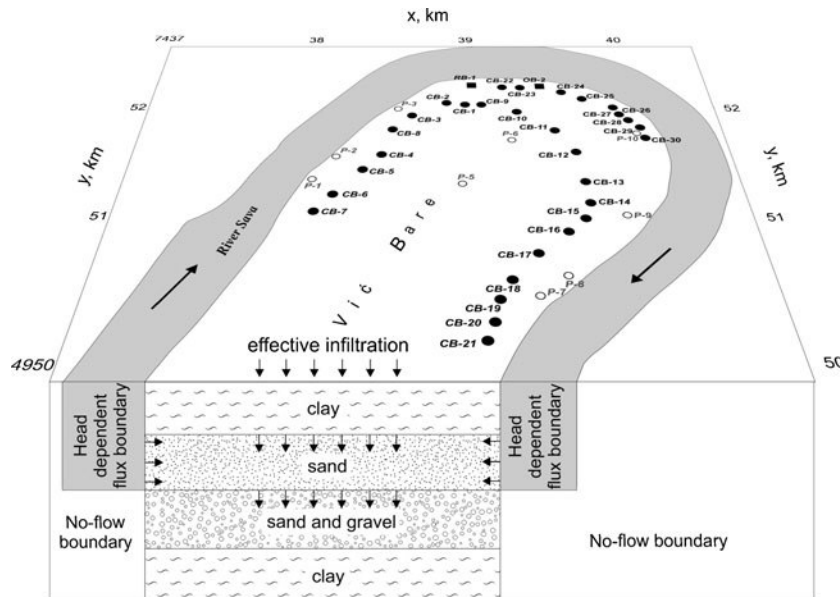 x, km
7437
38
39
40
52
y, km
51
4950
52
y, km
51
50
RB-1
CB-22
OB-2
CB-24
CB-23
CB-25
CB-2
CB-1
CB-9
CB-26
P-3
CB-3
CB-10
CB-27
CB-28
CB-8
CB-11
CB-29
P-10
CB-30
P-6
P-2
CB-4
CB-12
CB-5
P-1
P-5
CB-13
CB-6
CB-14
CB-7
CB-15
P-9
CB-16
River Sava
Vić Bare
CB-17
P-8
CB-18
P-7
CB-19
CB-20
CB-21
effective infiltration
Head
dependent
flux boundary
clay
sand
sand and gravel
clay
Head
dependent
flux boundary
No-flow
boundary
No-flow boundary